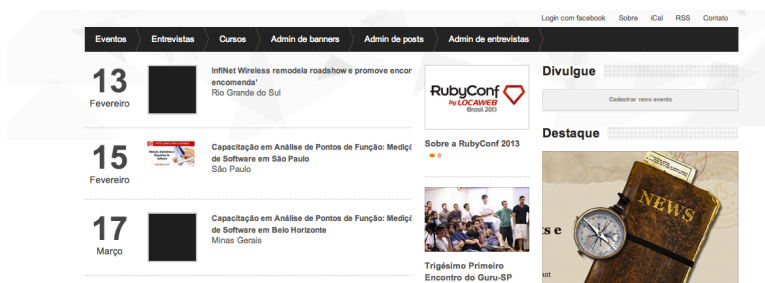 Login com facebook Sobre iCal RSS Contato
Eventos Entrevistas Cursos Admin de banners Admin de posts Admin de entrevistas
13
Fevereiro
InfiNet Wireless remodela roadshow e promove encor
encomenda'
Rio Grande do Sul
15
Fevereiro
Capacitação em Análise de Pontos de Função: Mediçõ
de Software em São Paulo
São Paulo
17
Março
Capacitação em Análise de Pontos de Função: Mediçõ
de Software em Belo Horizonte
Minas Gerais
RubyConf
by LOCAWEB
Brasil 2013
Sobre a RubyConf 2013
0
Trigésimo Primeiro
Encontro do Guru-SP
Divulgue
Cadastrar novo evento
Destaque
NEWS
s e
ant